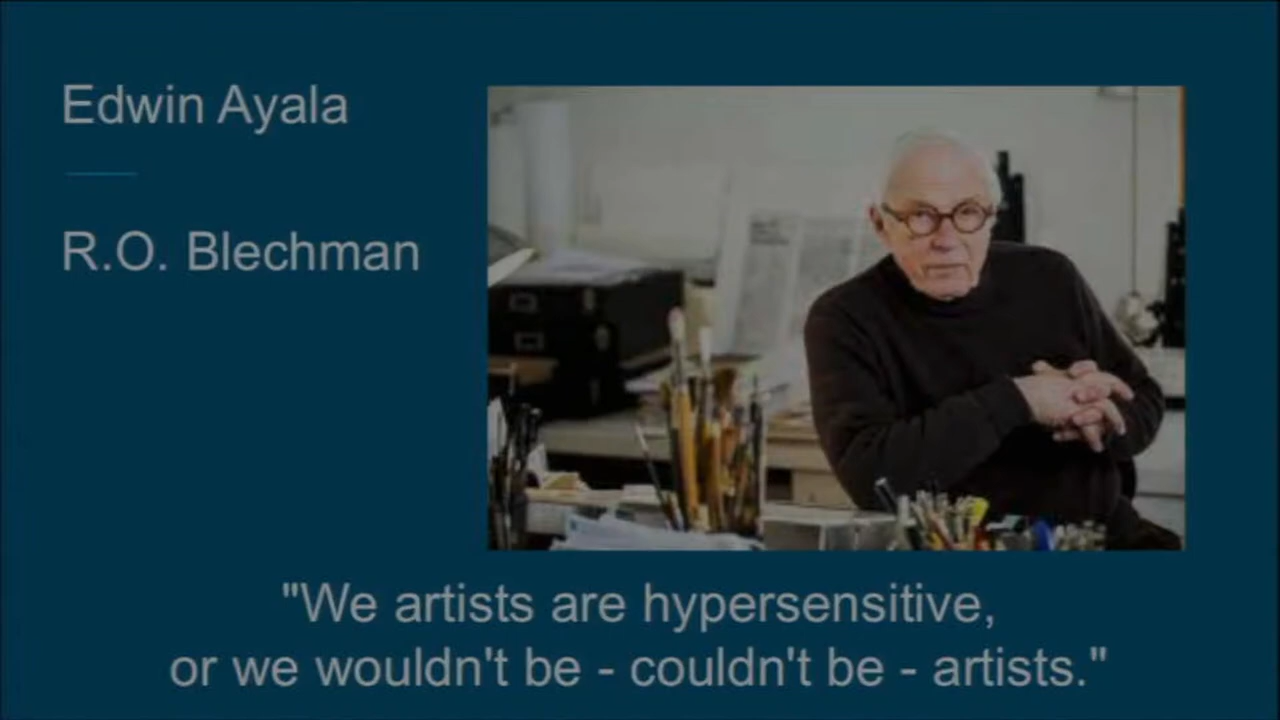 Edwin Ayala
R.O. Blechman
"We artists are hypersensitive,
or we wouldn't be - couldn't be - artists."